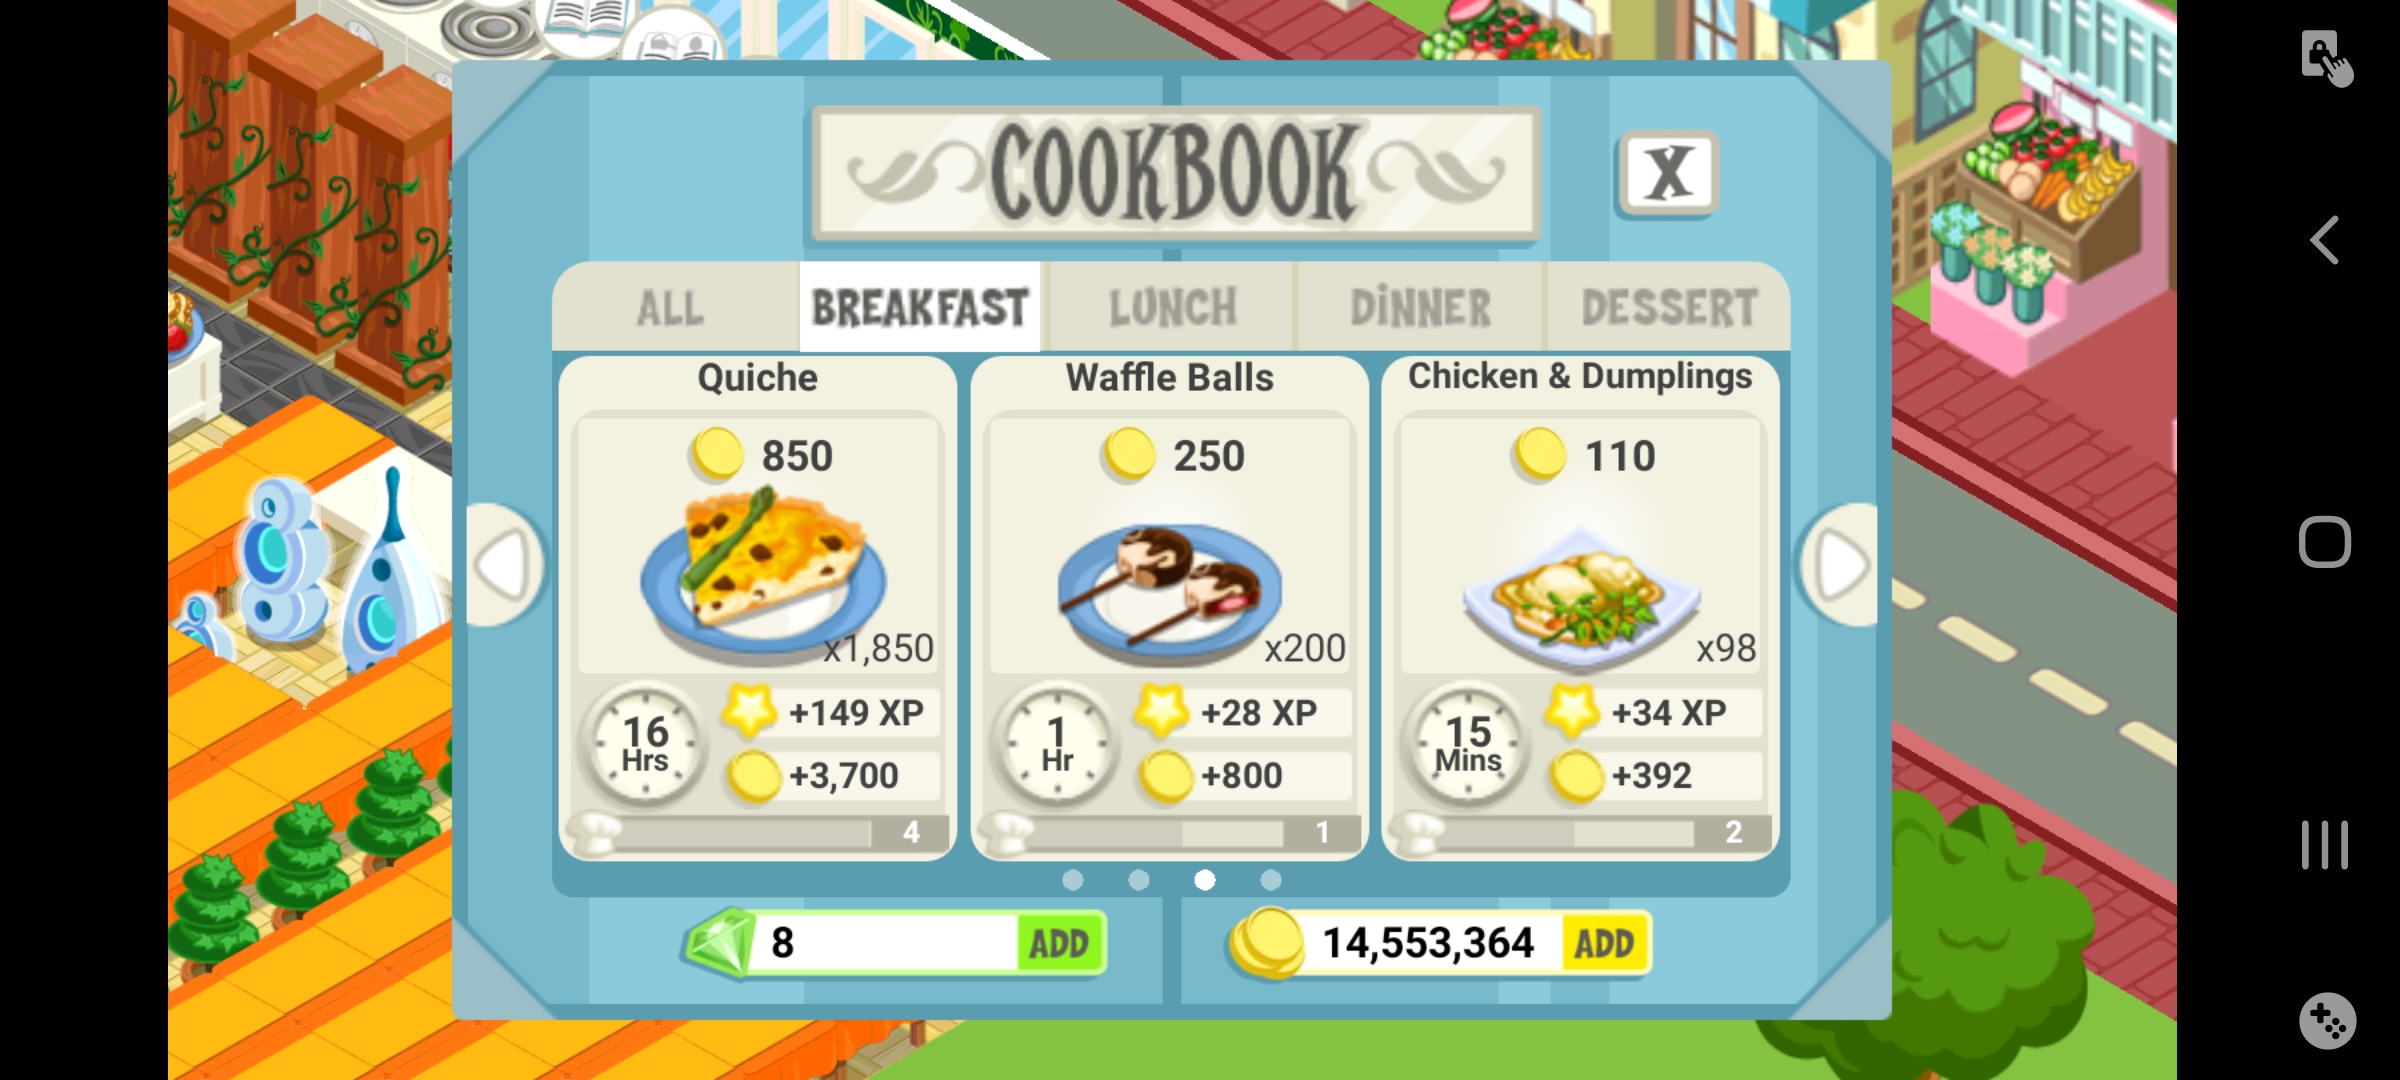 COOKBOOK
X
ALL BREAKFAST LUNCH DINNER DESSERT
Quiche
850
x1,850
16 Hrs
+149 XP
+3,700
4
Waffle Balls
250
x200
1 Hr
+28 XP
+800
1
Chicken & Dumplings
110
x98
15 Mins
+34 XP
+392
2
8 ADD
14,553,364 ADD